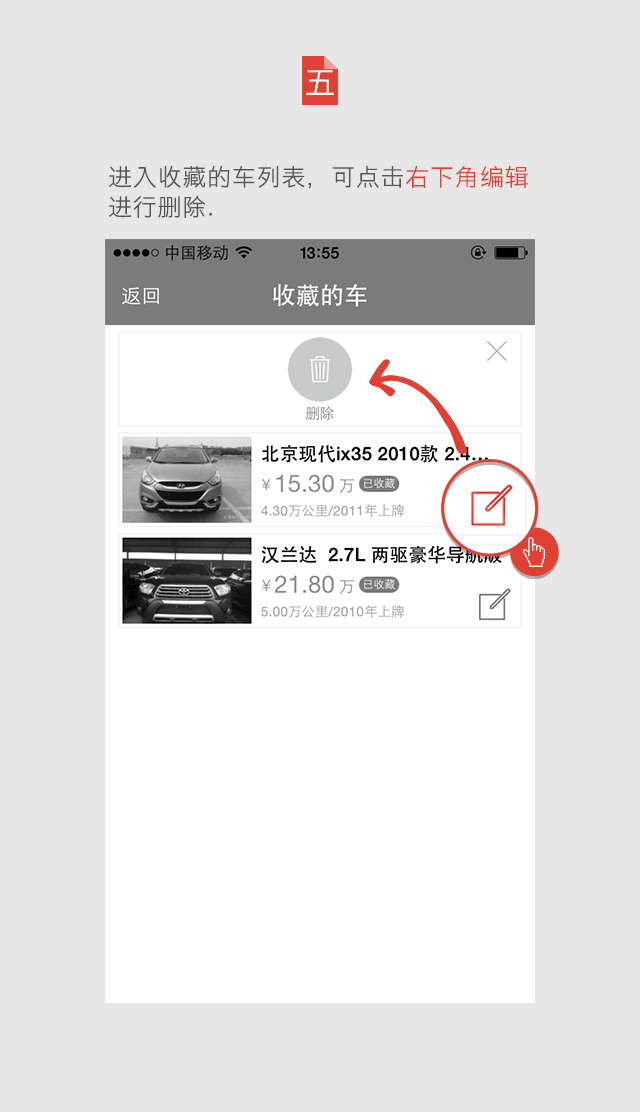 五
进入收藏的车列表，可点击右下角编辑
进行删除.
中国移动 13:55
返回 收藏的车
删除
北京现代ix35 2010款 2.4...
¥15.30 万 已收藏
4.30万公里/2011年上牌
汉兰达 2.7L 两驱豪华导航版
¥21.80 万 已收藏
5.00万公里/2010年上牌